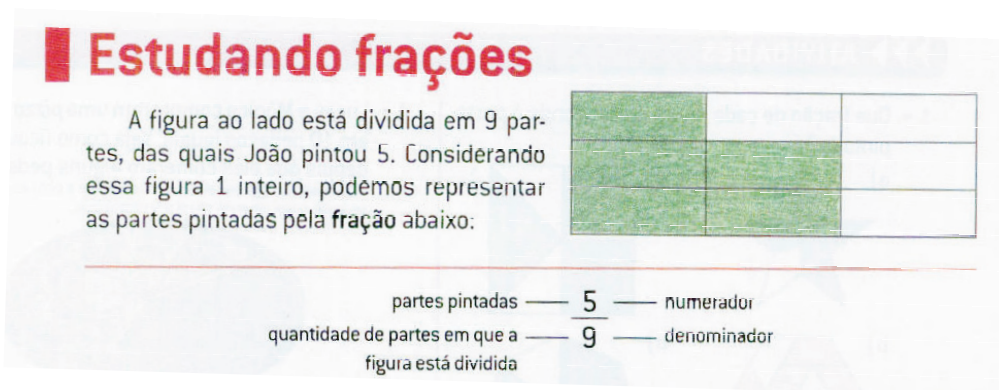 Estudando frações
A figura ao lado está dividida em 9 par-
tes, das quais João pintou 5. Considerando
essa figura 1 inteiro, podemos representar
as partes pintadas pela fração abaixo:
partes pintadas — 5 — numerador
quantidade de partes em que a — 9 — denominador
figura está dividida